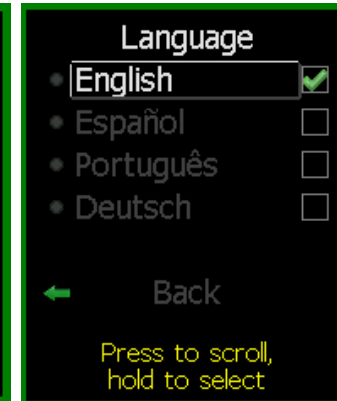 Language
English
Español
Português
Deutsch
Back
Press to scroll,
hold to select